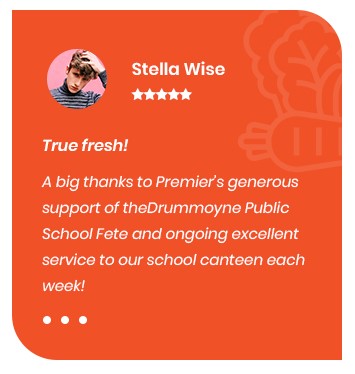 Stella Wise
True fresh!
A big thanks to Premier's generous
support of theDrummoyne Public
School Fete and ongoing excellent
service to our school canteen each
week!